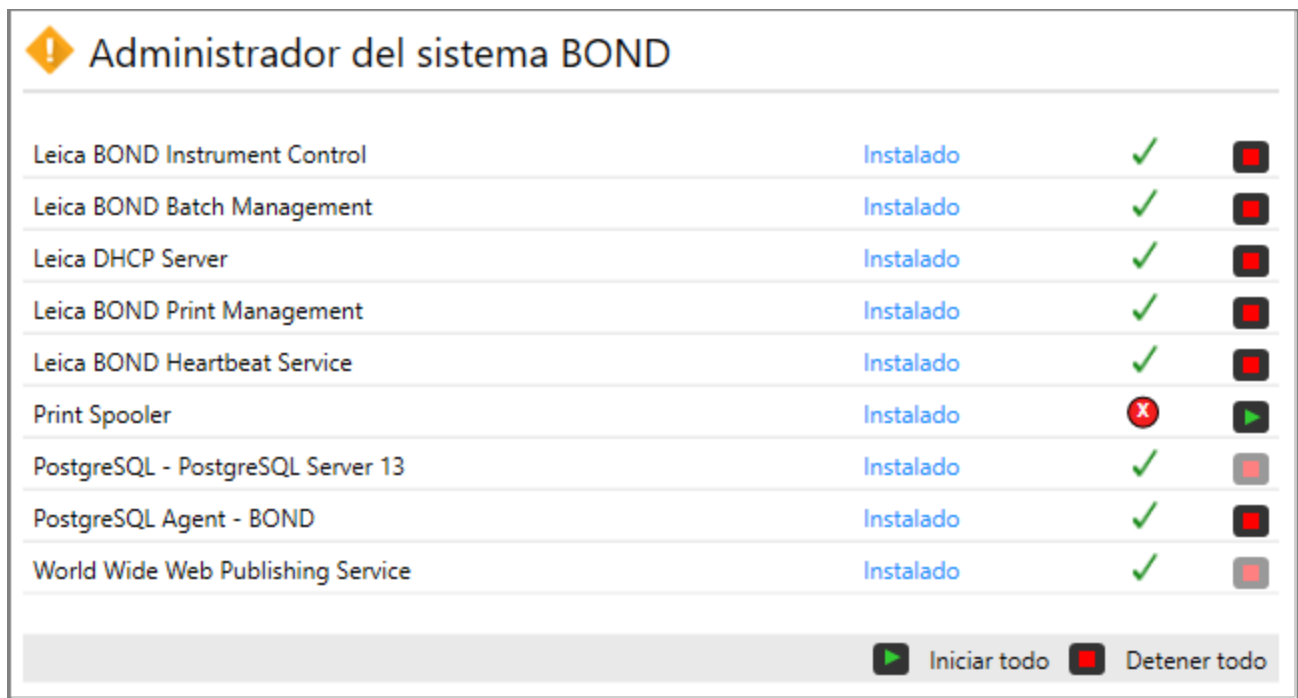 Administrador del sistema BOND
Leica BOND Instrument Control Instalado
Leica BOND Batch Management Instalado
Leica DHCP Server Instalado
Leica BOND Print Management Instalado
Leica BOND Heartbeat Service Instalado
Print Spooler Instalado X
PostgreSQL - PostgreSQL Server 13 Instalado
PostgreSQL Agent - BOND Instalado
World Wide Web Publishing Service Instalado
Iniciar todo Detener todo